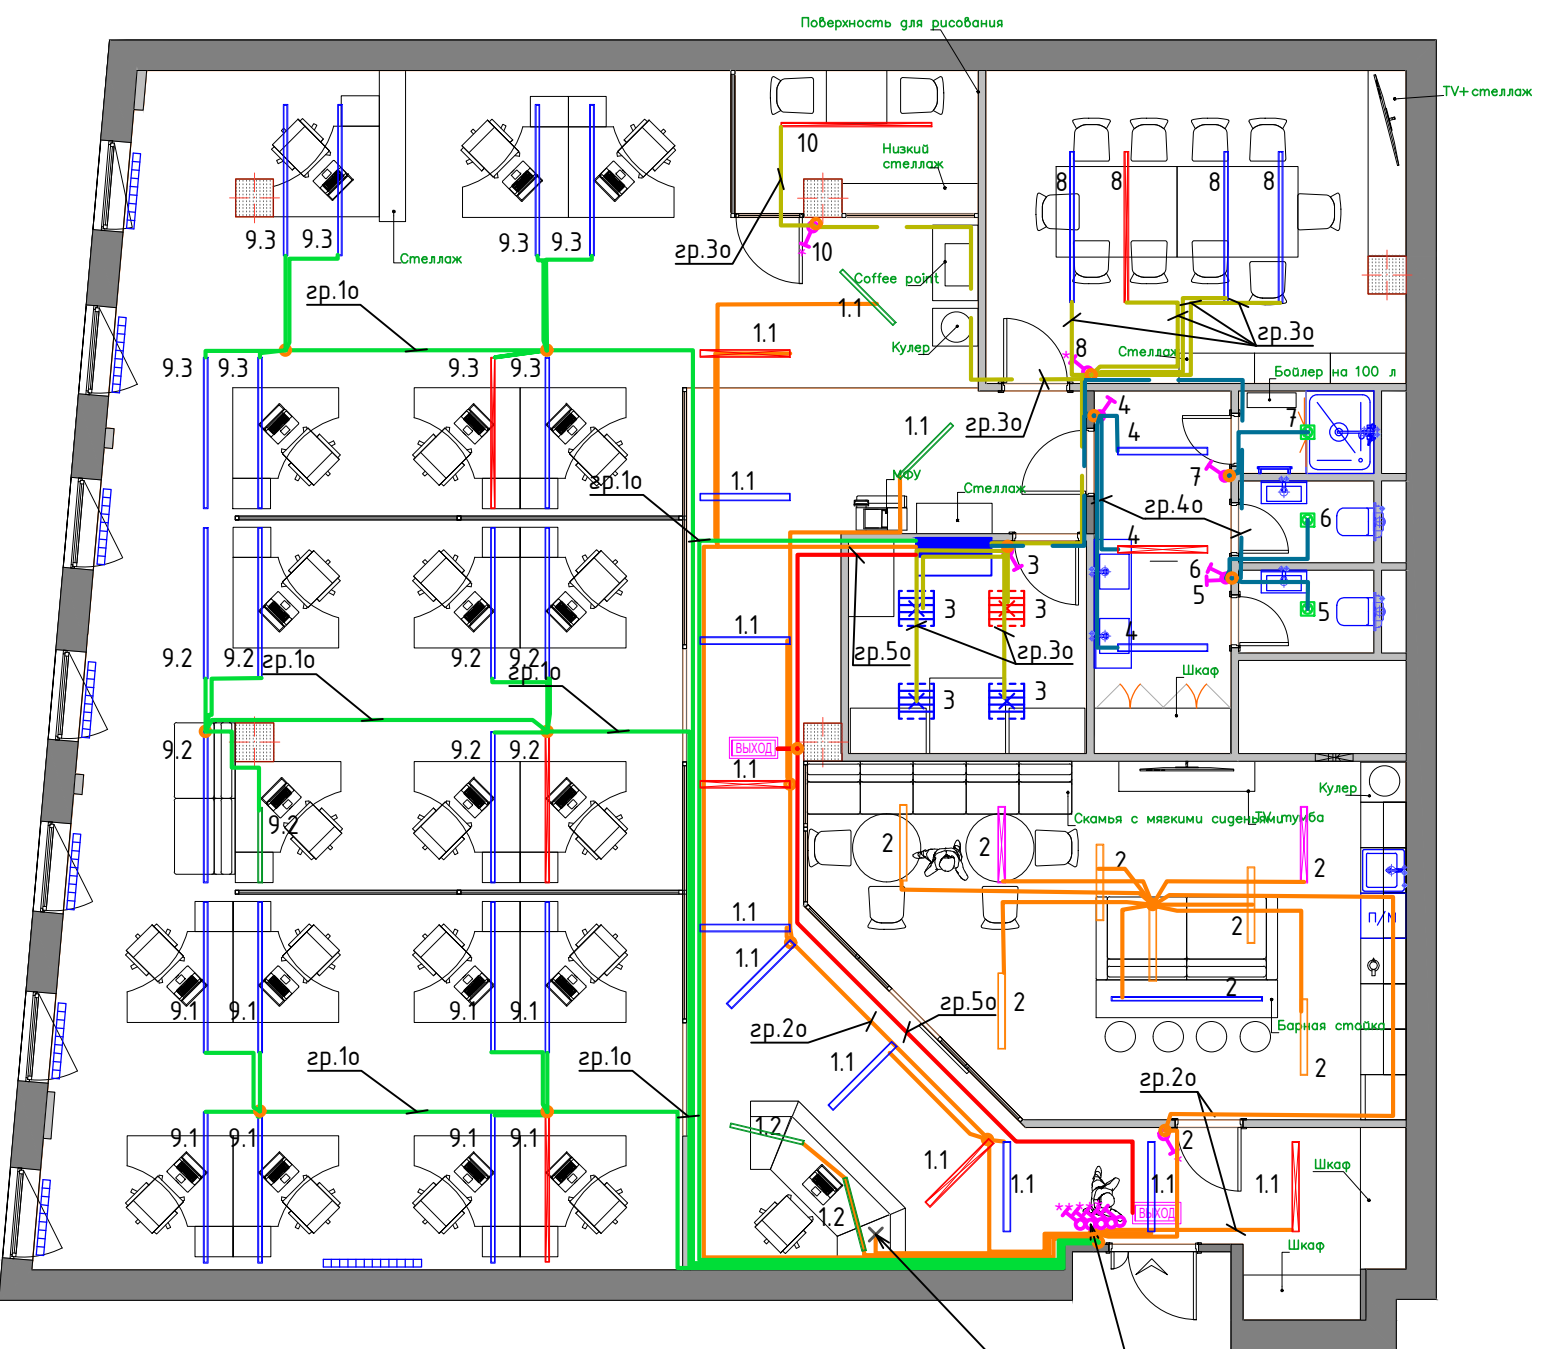 Поверхность для рисования
TV+стеллаж
10
Низкий
стеллаж
8
8
8
8
9.3
9.3
9.3
9.3
гр.3о
10
Стеллаж
Coffee point
гр.1о
1.1
1.1
гр.3о
Кулер
8
Стеллаж
9.3
9.3
9.3
9.3
Бойлер на 100 л
4
7
1.1
гр.3о
4
МФУ
7
гр.1о
1.1
Стеллаж
гр.4о
6
4
3
6
5
3
3
5
1.1
4
9.2
9.2
гр.1о
9.2
9.2
гр.1о
гр.5о
гр.3о
Шкаф
3
3
9.2
9.2
9.2
ВЫХОД
1.1
Кулер
9.2
Скамья с мягкими сиденьями
TV тумба
2
2
2
2
1.1
2
П/М
1.1
9.1
9.1
9.1
9.1
гр.5о
2
2
Барная стойка
гр.2о
гр.1о
гр.1о
1.1
2
гр.2о
9.1
9.1
9.1
9.1
1.2
2
1.1
1.1
1.1
1.1
Шкаф
1.2
ВЫХОД
Шкаф